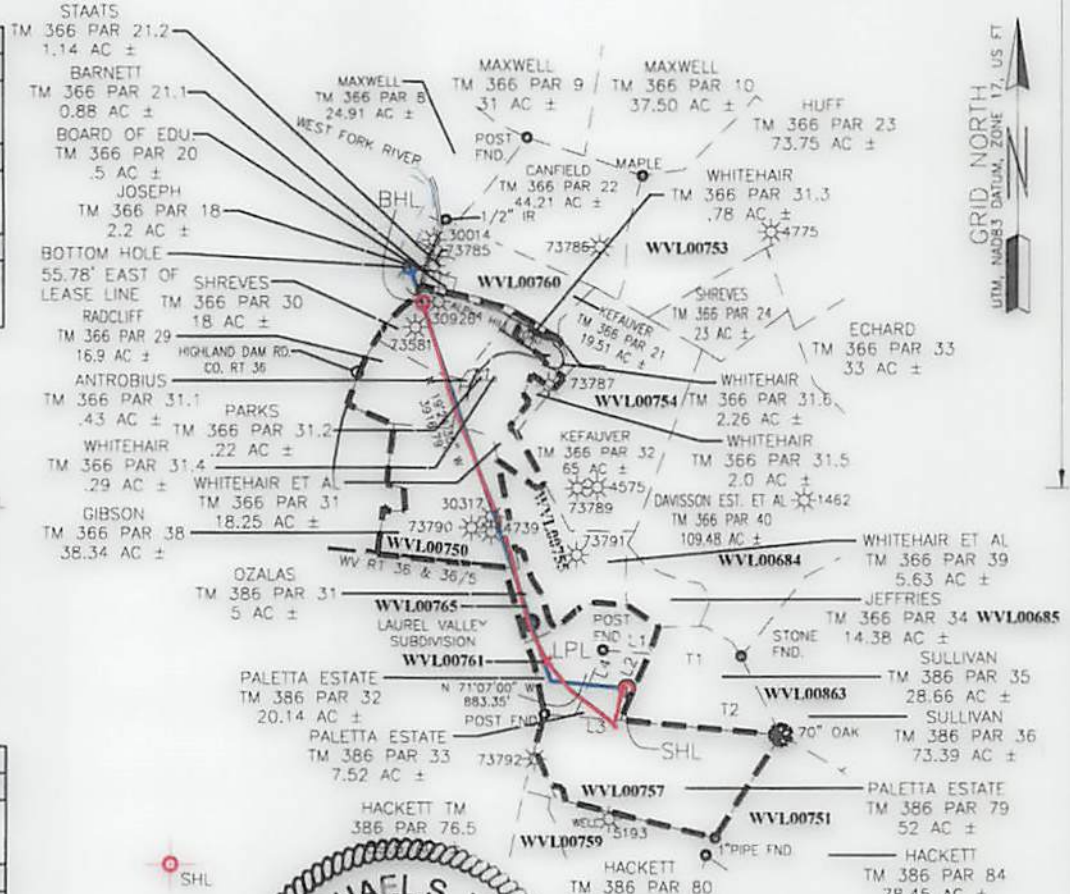 STAATS
TM 366 PAR 21.2
1.14 AC ±
BARNETT
TM 366 PAR 21.1
0.88 AC ±
BOARD OF EDU
TM 366 PAR 20
.5 AC ±
JOSEPH
TM 366 PAR 18
2.2 AC ±
BOTTOM HOLE
55.78' EAST OF
LEASE LINE
SHREVES
TM 366 PAR 30
18 AC ±
RADCLIFF
TM 366 PAR 29
16.9 AC ±
HIGHLAND DAM RD.
CO. RT 36
ANTROBIUS
TM 366 PAR 31.1
.43 AC ±
PARKS
TM 366 PAR 31.2
.22 AC ±
WHITEHAIR
TM 366 PAR 31.4
.29 AC ±
WHITEHAIR ET AL
TM 366 PAR 31
18.25 AC ±
GIBSON
TM 366 PAR 38
38.34 AC ±
WV RT 36 & 36/5
OZALAS
TM 386 PAR 31
5 AC ±
WVL00750
WVL00765
LAUREL VALLEY
SUBDIVISION
WVL00761
PALETTA ESTATE
TM 386 PAR 32
20.14 AC ±
N 71°07'00" W
883.35'
POST FND
PALETTA ESTATE
TM 386 PAR 33
7.52 AC ±
HACKETT TM
386 PAR 76.5
SHL
MAXWELL
24.91 AC ±
WEST FORK RIVER
BHL
MAXWELL
TM 366 PAR 9
31 AC ±
POST
FND.
MAXWELL
TM 366 PAR 10
37.50 AC ±
HUFF
TM 366 PAR 23
73.75 AC ±
CANFIELD
TM 366 PAR 22
44.21 AC ±
MAPLE
WHITEHAIR
TM 366 PAR 31.3
.78 AC ±
1/2" IR
30014
73785
73786
WVL00753
4775
WVL00760
30926
23581
KEFAUVER
TM 366 PAR 21
19.51 AC ±
SHREVES
TM 366 PAR 24
23 AC ±
ECHARD
TM 366 PAR 33
33 AC ±
73787
WVL00754
WHITEHAIR
TM 366 PAR 31.6
2.26 AC ±
WHITEHAIR
TM 366 PAR 31.5
2.0 AC ±
KEFAUVER
TM 366 PAR 32
65 AC ±
4575
73789
DAVISSON EST. ET AL
TM 366 PAR 40
109.48 AC ±
1462
30317
73790
4739
WVL00755
73791
WVL00684
WHITEHAIR ET AL
TM 366 PAR 39
5.63 AC ±
JEFFRIES
TM 366 PAR 34 WVL00685
14.38 AC ±
POST
FND
LPL
L1
L2
L4
L3
T1
T2
STONE
FND.
SULLIVAN
TM 386 PAR 35
28.66 AC ±
WVL00863
SULLIVAN
TM 386 PAR 36
73.39 AC ±
70" OAK
SHL
73792
WVL00757
PALETTA ESTATE
TM 386 PAR 79
52 AC ±
WELL
5193
WVL00751
WVL00759
1" PIPE FND.
HACKETT
TM 386 PAR 80
HACKETT
TM 386 PAR 84
GRID NORTH
UTM, NAD83 DATUM, ZONE 17, US FT